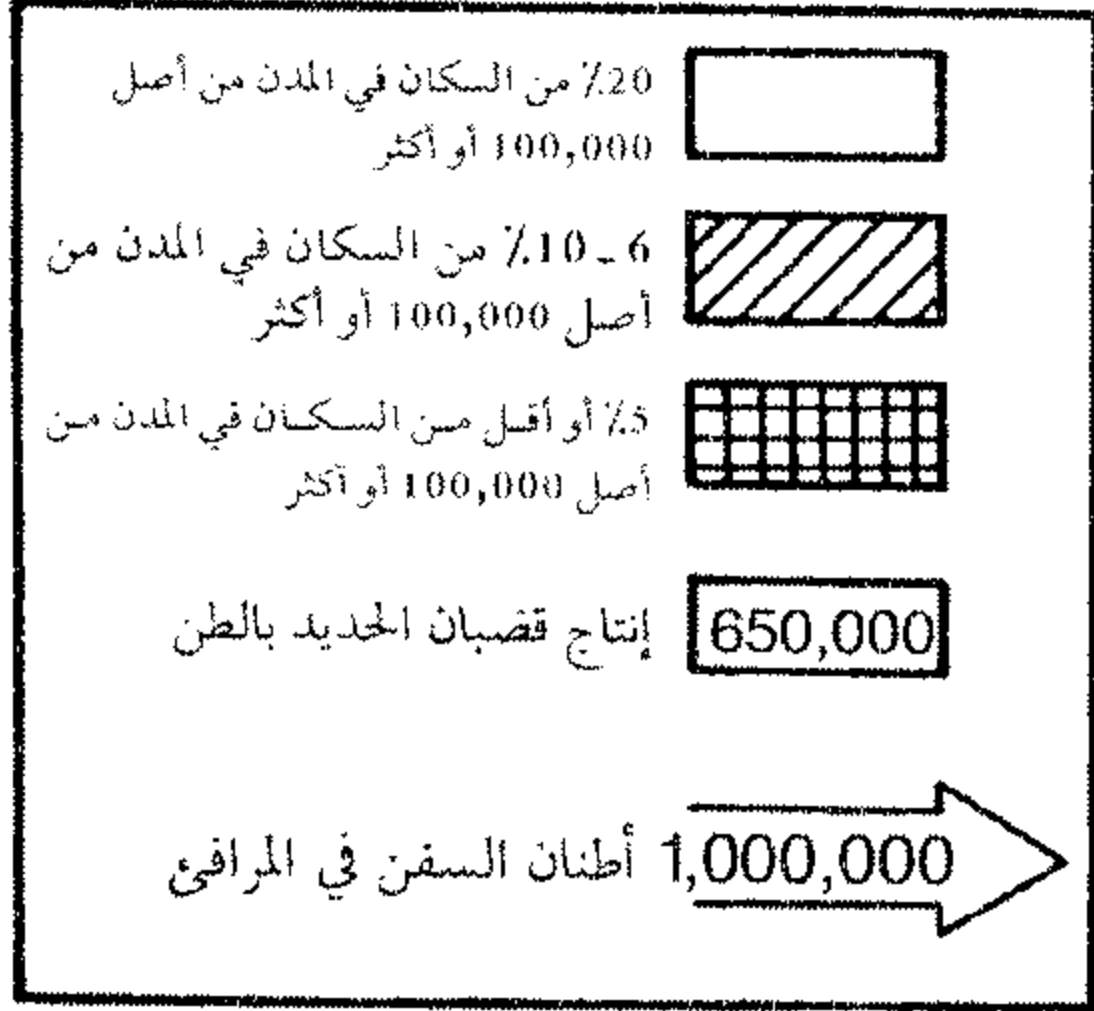 20٪ من السكان في المدن من أصل
100,000 أو أكثر
6 - 10٪ من السكان في المدن من
أصل 100,000 أو أكثر
5٪ أو أقل من السكان في المدن من
أصل 100,000 أو أكثر
إنتاج قضبان الحديد بالطن
650,000
أطنان السفن في المرافئ
1,000,000